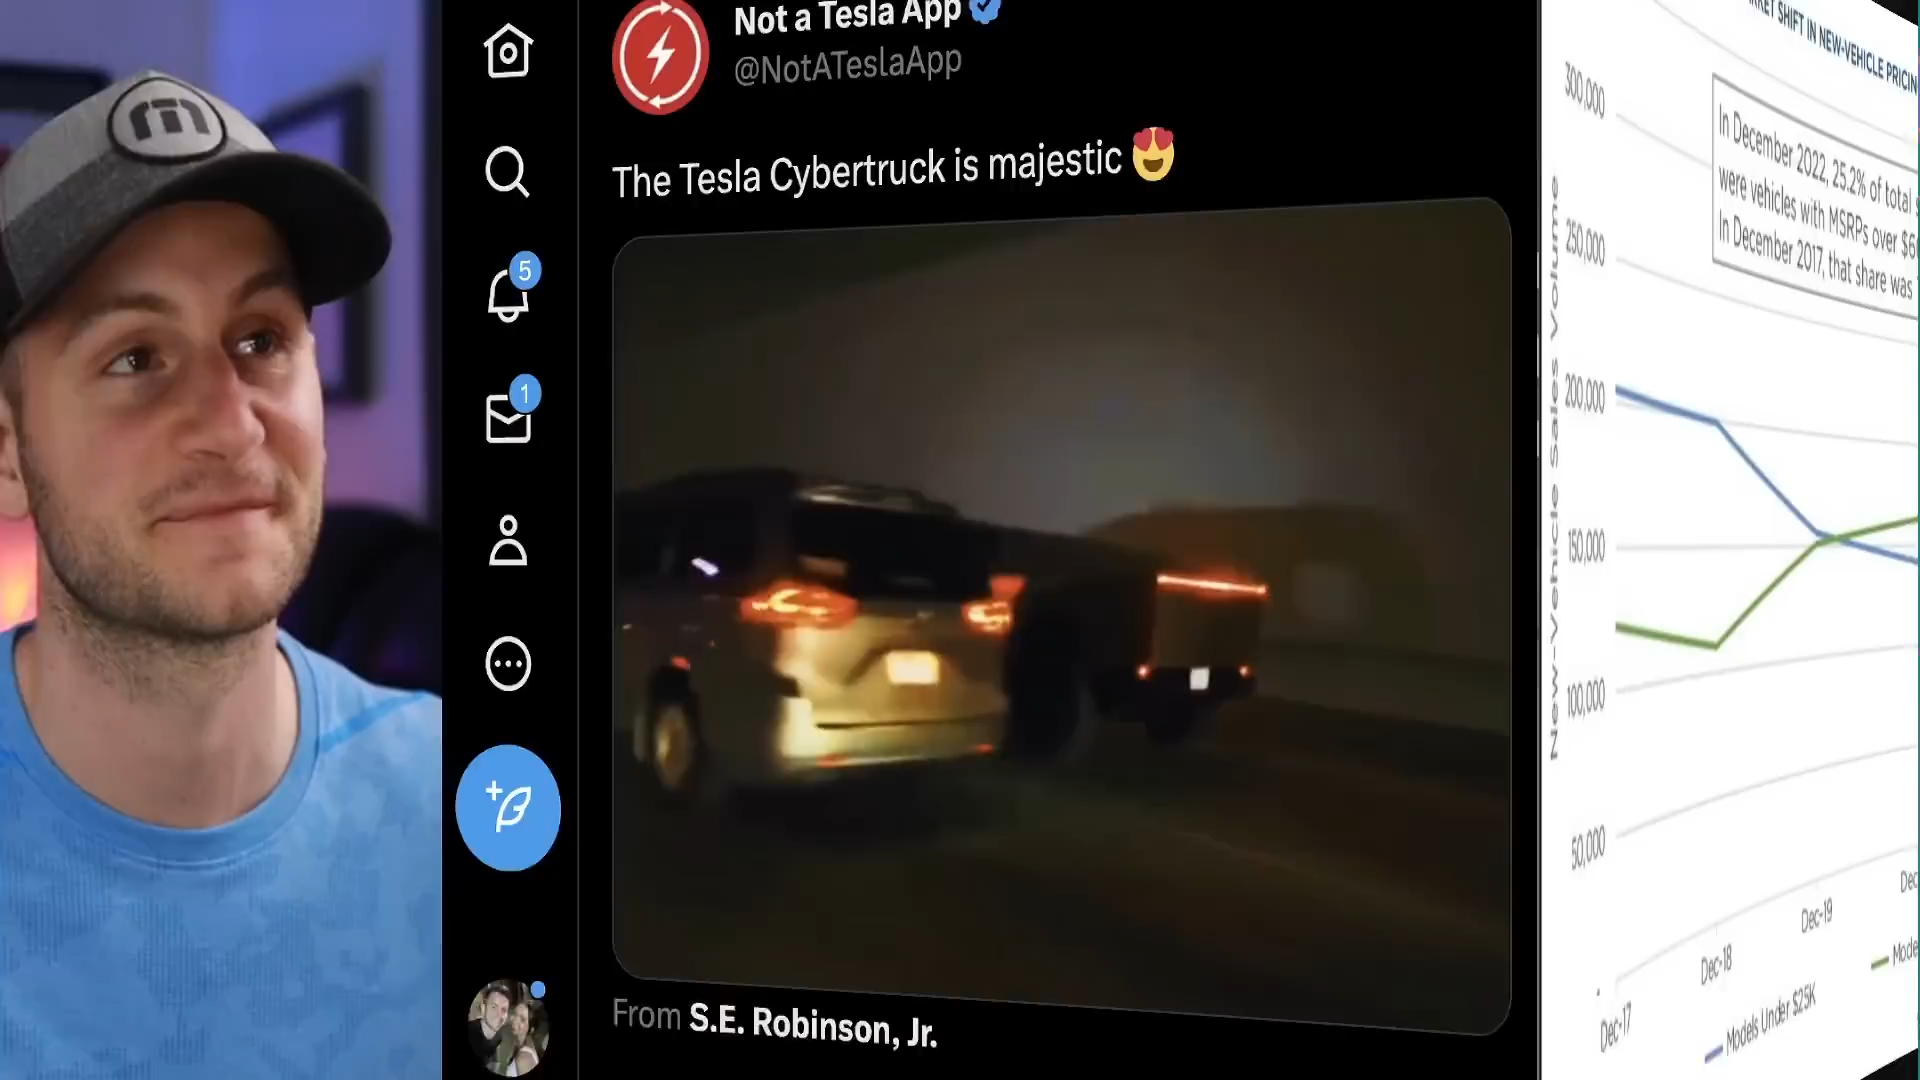 Not a Tesla App
@NotATeslaApp
The Tesla Cybertruck is majestic 😍
5
1
From S.E. Robinson, Jr.
SHIFT IN NEW-VEHICLE PRICING
In December 2022, 25.2% of total
were vehicles with MSRPs over
In December 2017, that share was
New-Vehicle Sales Volume
300,000
250,000
200,000
150,000
100,000
50,000
Dec-17
Dec-18
Dec-19
Dec
Models Under $25K